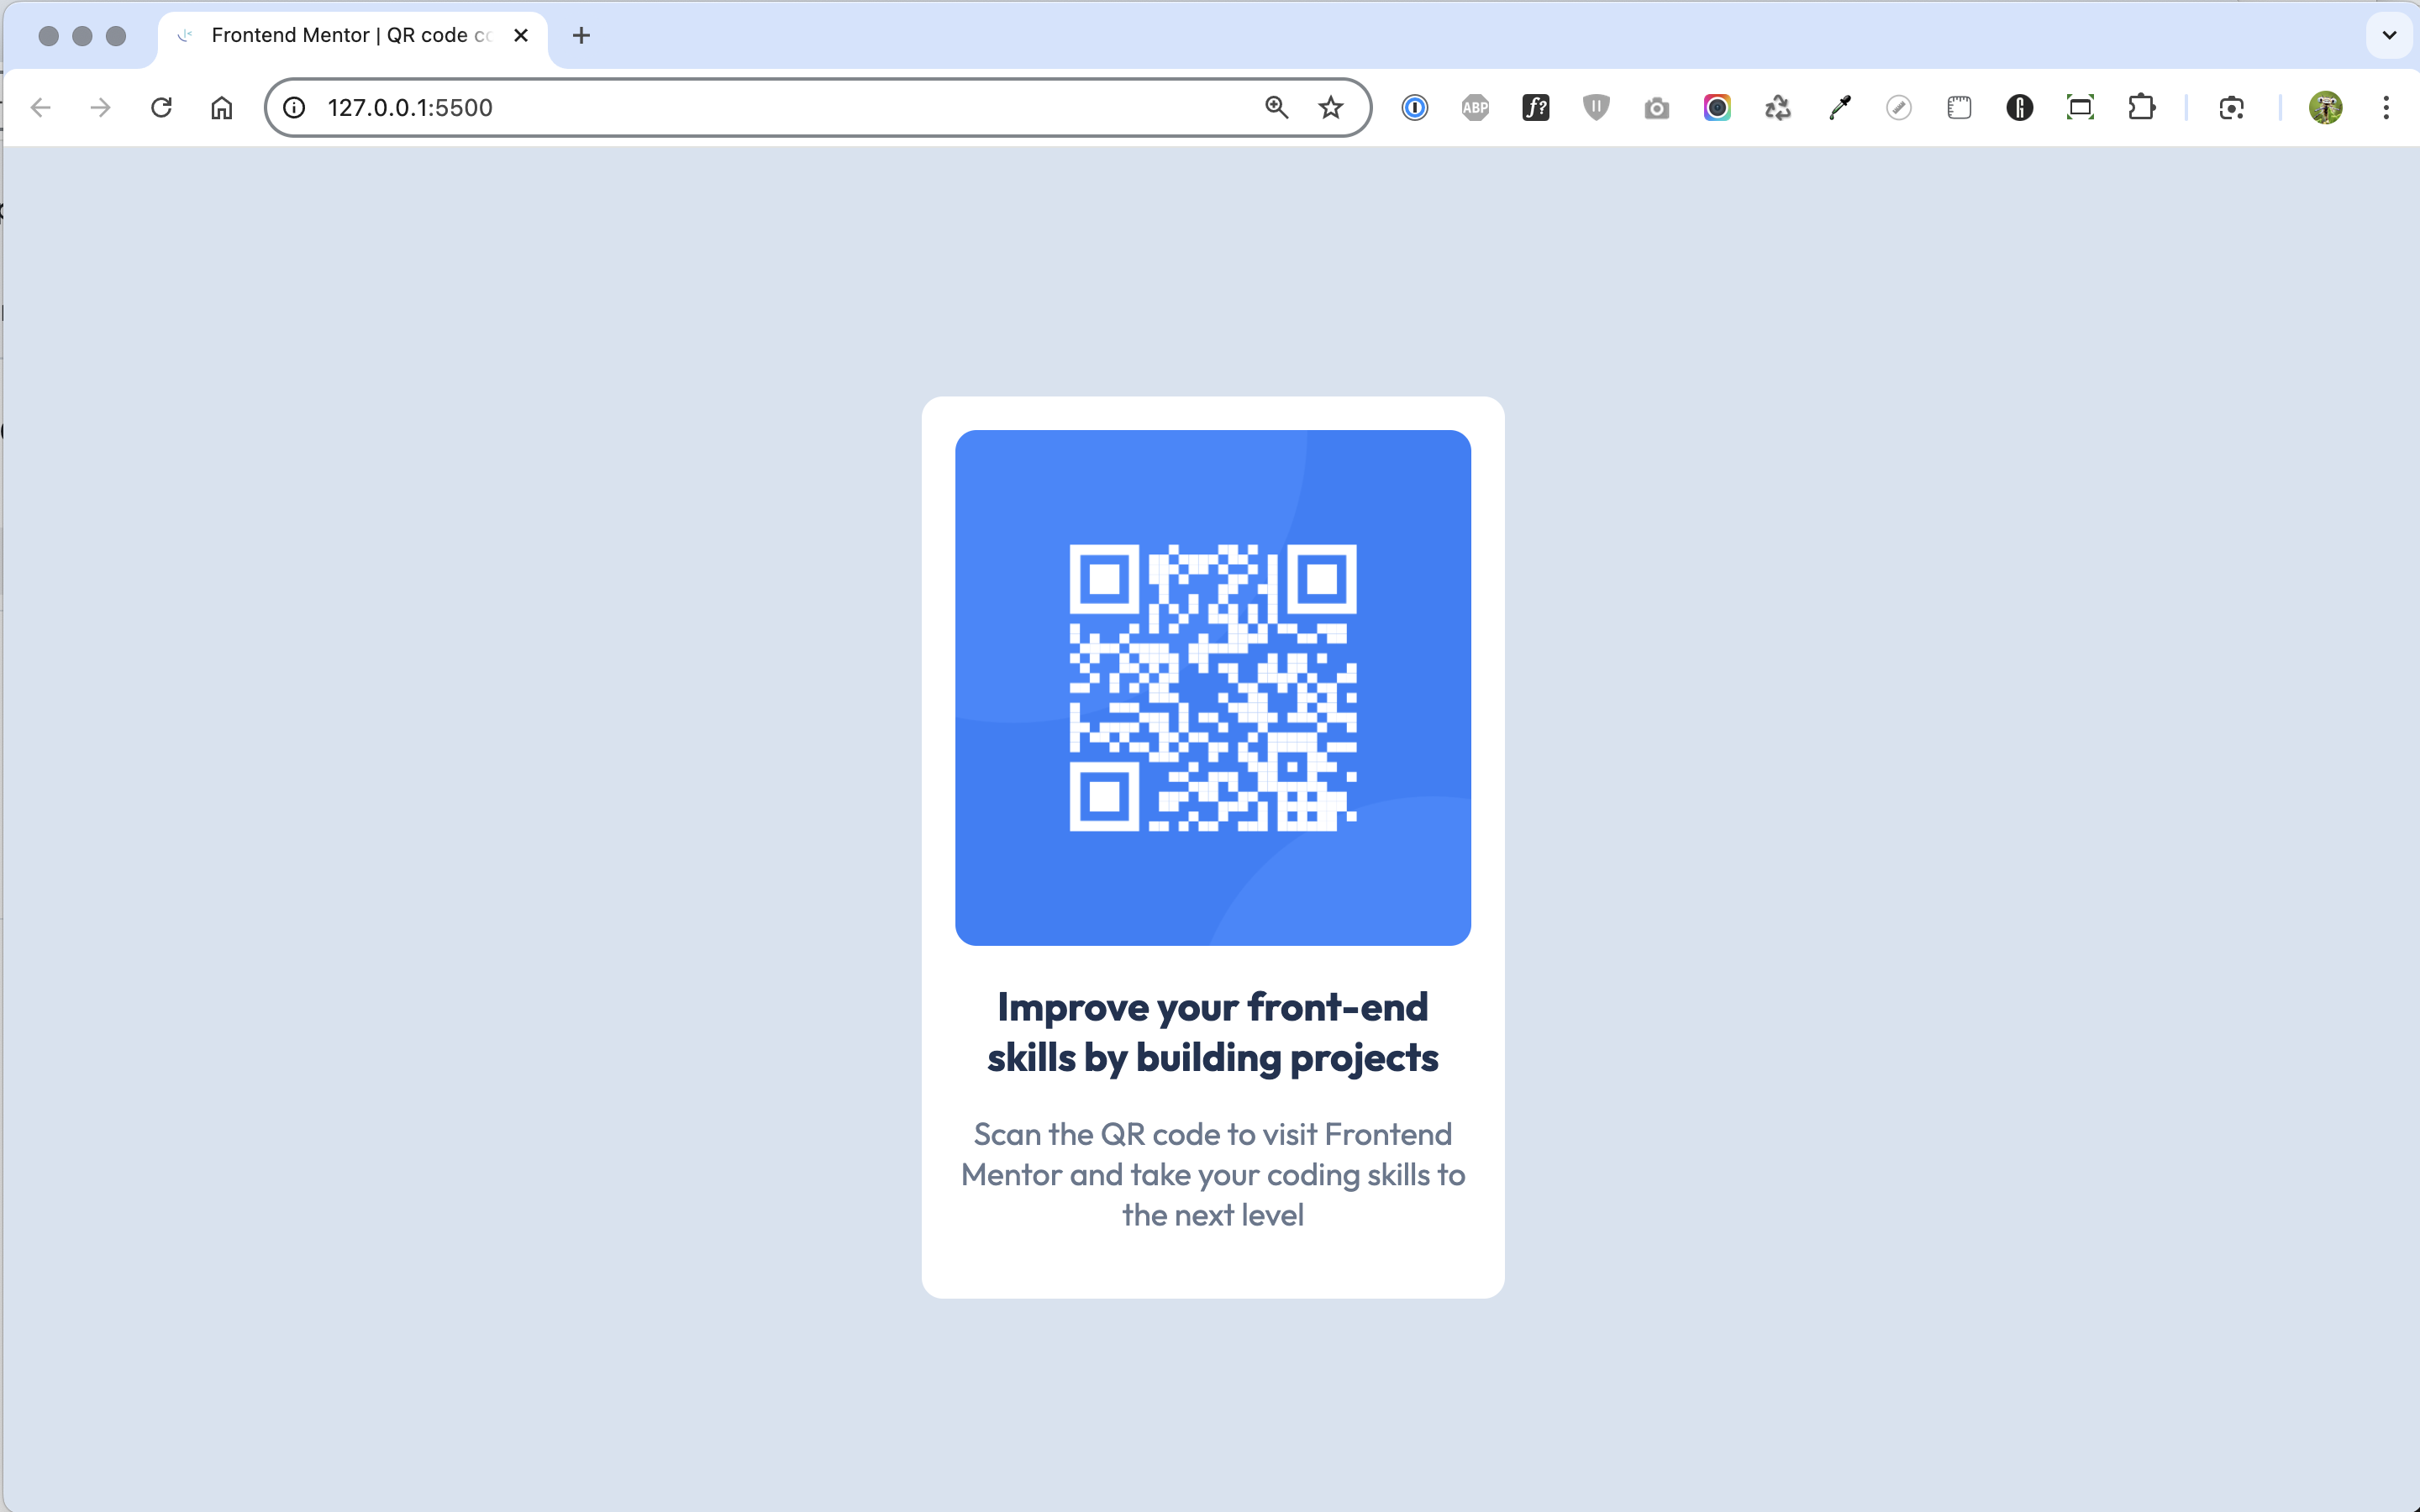 Frontend Mentor | QR code co
127.0.0.1:5500
ABP
f?
Improve your front-end
skills by building projects
Scan the QR code to visit Frontend
Mentor and take your coding skills to
the next level